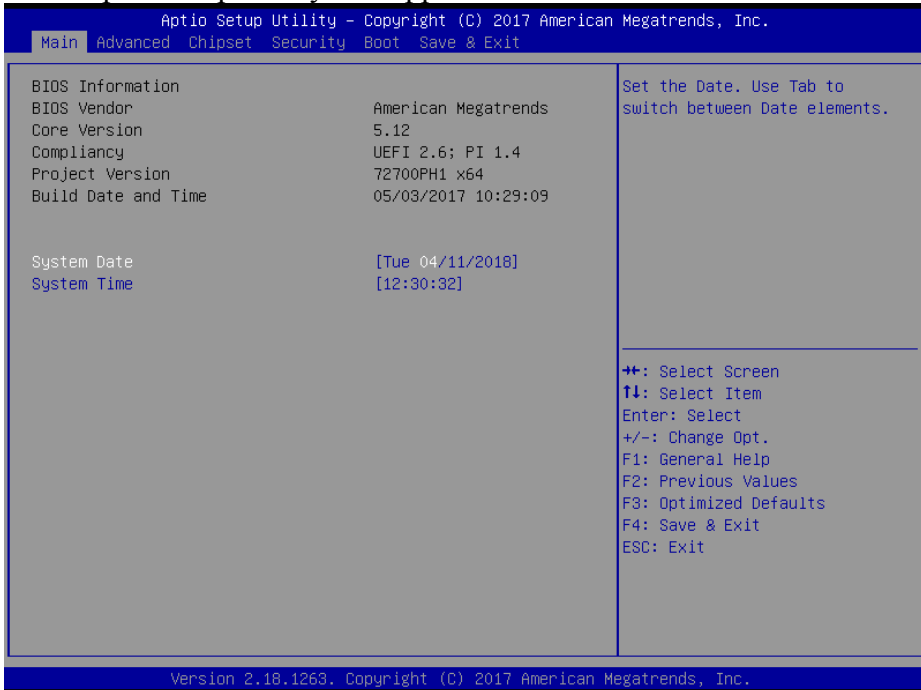 Aptio Setup Utility – Copyright (C) 2017 American Megatrends, Inc.
Main Advanced Chipset Security Boot Save & Exit
BIOS Information
BIOS Vendor American Megatrends
Core Version 5.12
Compliancy UEFI 2.6; PI 1.4
Project Version 72700PH1 x64
Build Date and Time 05/03/2017 10:29:09
System Date [Tue 04/11/2018]
System Time [12:30:32]
Set the Date. Use Tab to
switch between Date elements.
→←: Select Screen
↑↓: Select Item
Enter: Select
+/-: Change Opt.
F1: General Help
F2: Previous Values
F3: Optimized Defaults
F4: Save & Exit
ESC: Exit
Version 2.18.1263. Copyright (C) 2017 American Megatrends, Inc.